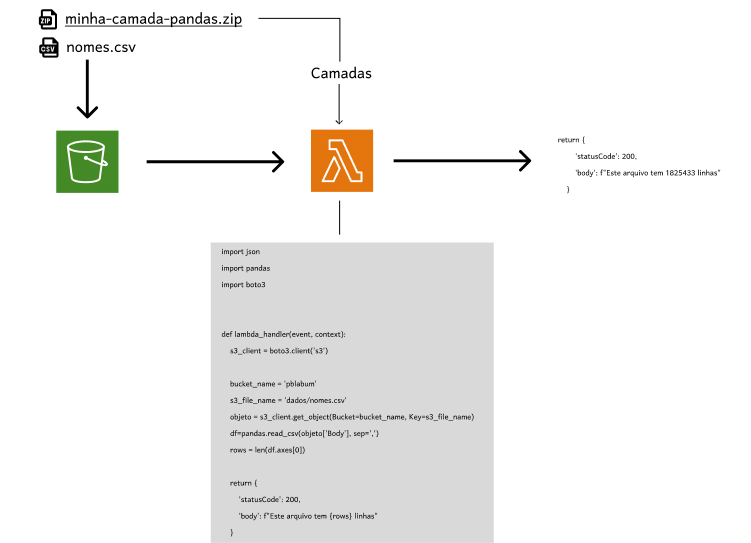 ZIP minha-camada-pandas.zip
CSV nomes.csv
Camadas
return {
'statusCode': 200,
'body': f"Este arquivo tem 1825433 linhas"
}
import json
import pandas
import boto3
def lambda_handler(event, context):
s3_client = boto3.client('s3')
bucket_name = 'pblabum'
s3_file_name = 'dados/nomes.csv'
objeto = s3_client.get_object(Bucket=bucket_name, Key=s3_file_name)
df=pandas.read_csv(objeto['Body'], sep=',')
rows = len(df.axes[0])
return {
'statusCode': 200,
'body': f"Este arquivo tem {rows} linhas"
}